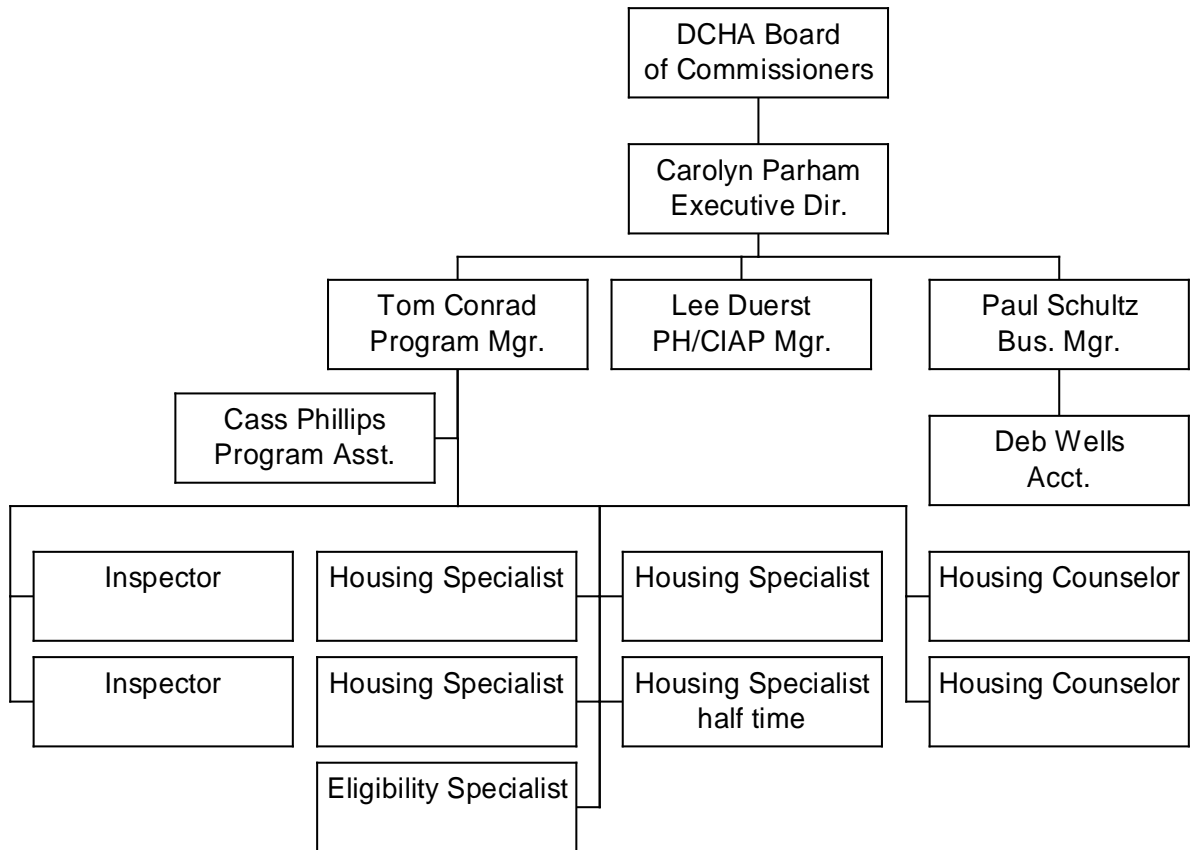 DCHA Board
of Commissioners
Carolyn Parham
Executive Dir.
Tom Conrad
Program Mgr.
Lee Duerst
PH/CIAP Mgr.
Paul Schultz
Bus. Mgr.
Cass Phillips
Program Asst.
Deb Wells
Acct.
Inspector
Housing Specialist
Housing Specialist
Housing Counselor
Inspector
Housing Specialist
Housing Specialist
half time
Housing Counselor
Eligibility Specialist